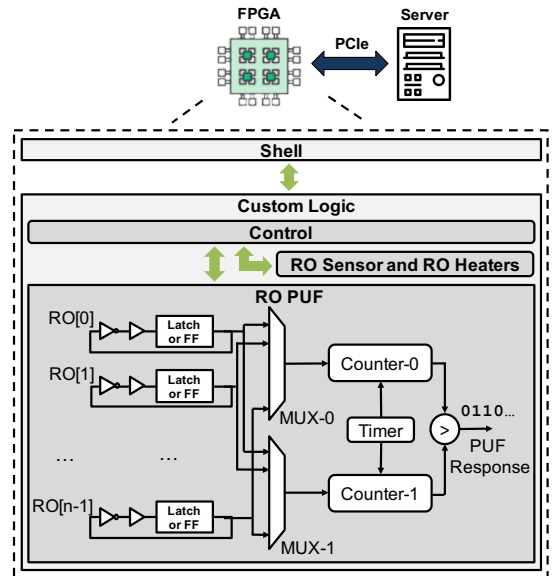 FPGA
Server
PCIe
Shell
Custom Logic
Control
RO Sensor and RO Heaters
RO PUF
RO[0]
Latch
or FF
RO[1]
Latch
or FF
MUX-0
Counter-0
Timer
Counter-1
>
0110...
PUF
Response
...
...
RO[n-1]
Latch
or FF
MUX-1